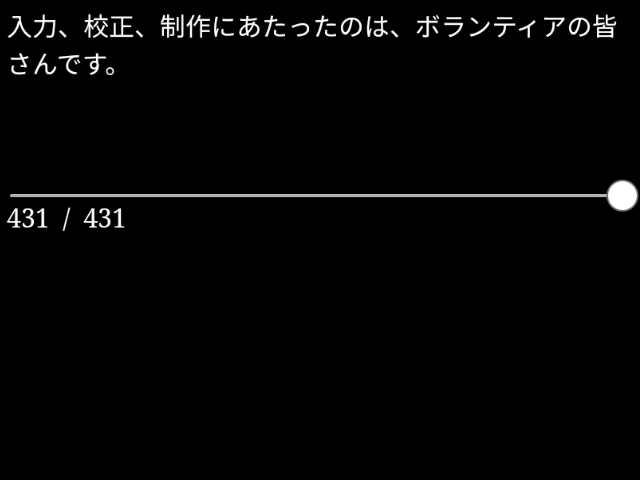 入力、校正、制作にあたったのは、ボランティアの皆
さんです。
431 / 431